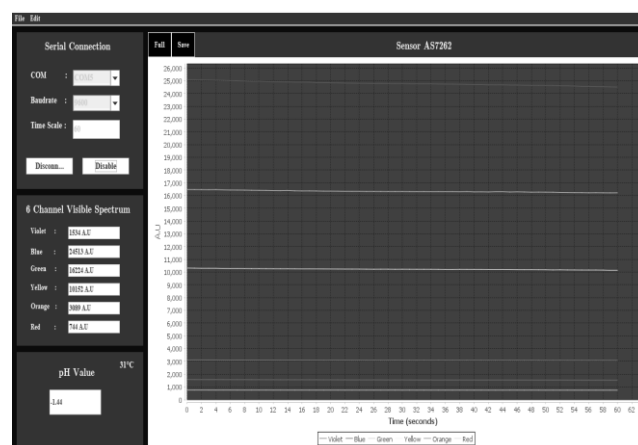 File Edit
Serial Connection
COM :
Baudrate :
Time Scale :
Disconn...
Disable
6 Channel Visible Spectrum
Violet : 1534 A.U
Blue : 24513 A.U
Green : 16224 A.U
Yellow : 10152 A.U
Orange : 3089 A.U
Red : 744 A.U
31°C
pH Value
-1.44
Full Save
Sensor AS7262
26,000
25,000
24,000
23,000
22,000
21,000
20,000
19,000
18,000
17,000
16,000
15,000
14,000
13,000
12,000
11,000
10,000
9,000
8,000
7,000
6,000
5,000
4,000
3,000
2,000
1,000
0
A.U
0 2 4 6 8 10 12 14 16 18 20 22 24 26 28 30 32 34 36 38 40 42 44 46 48 50 52 54 56 58 60 62
Time (seconds)
Violet Blue Green Yellow Orange Red